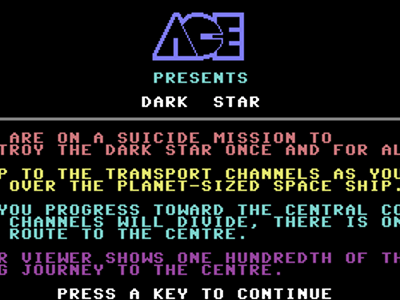 ACE
PRESENTS
DARK STAR
ARE ON A SUICIDE MISSION TO
TROY THE DARK STAR ONCE AND FOR AL
P TO THE TRANSPORT CHANNELS AS YOU
OVER THE PLANET-SIZED SPACE SHIP.
YOU PROGRESS TOWARD THE CENTRAL CO
CHANNELS WILL DIVIDE, THERE IS ON
ROUTE TO THE CENTRE.
R VIEWER SHOWS ONE HUNDREDTH OF TH
G JOURNEY TO THE CENTRE.
PRESS A KEY TO CONTINUE